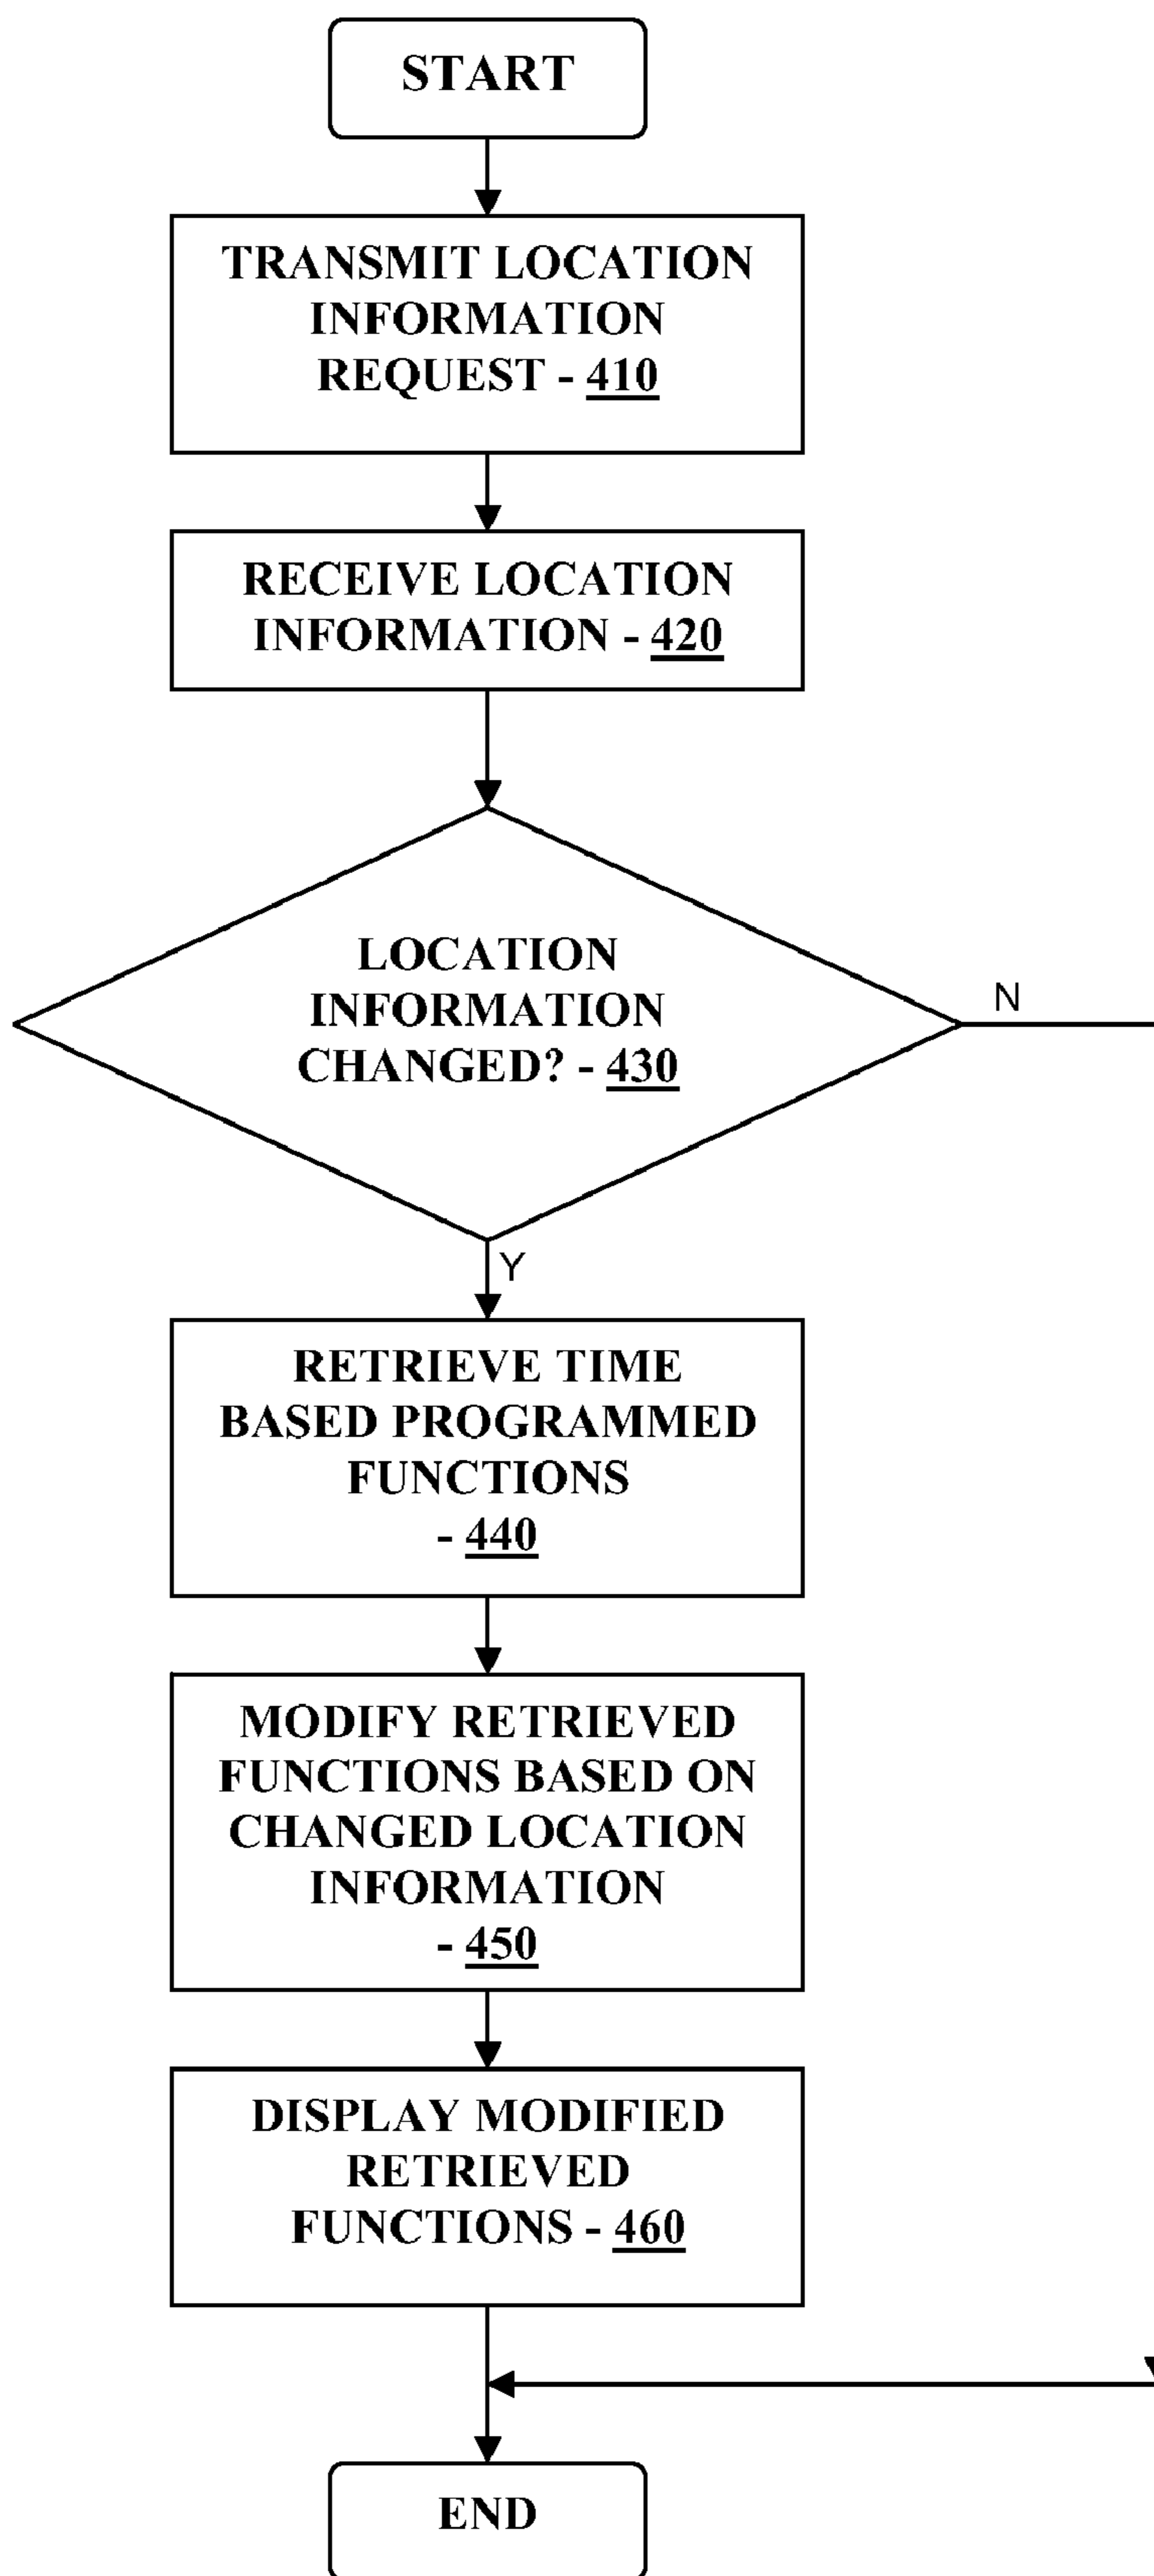 START
TRANSMIT LOCATION
INFORMATION
REQUEST - 410
RECEIVE LOCATION
INFORMATION - 420
LOCATION
INFORMATION
CHANGED? - 430
N
Y
RETRIEVE TIME
BASED PROGRAMMED
FUNCTIONS
- 440
MODIFY RETRIEVED
FUNCTIONS BASED ON
CHANGED LOCATION
INFORMATION
- 450
DISPLAY MODIFIED
RETRIEVED
FUNCTIONS - 460
END